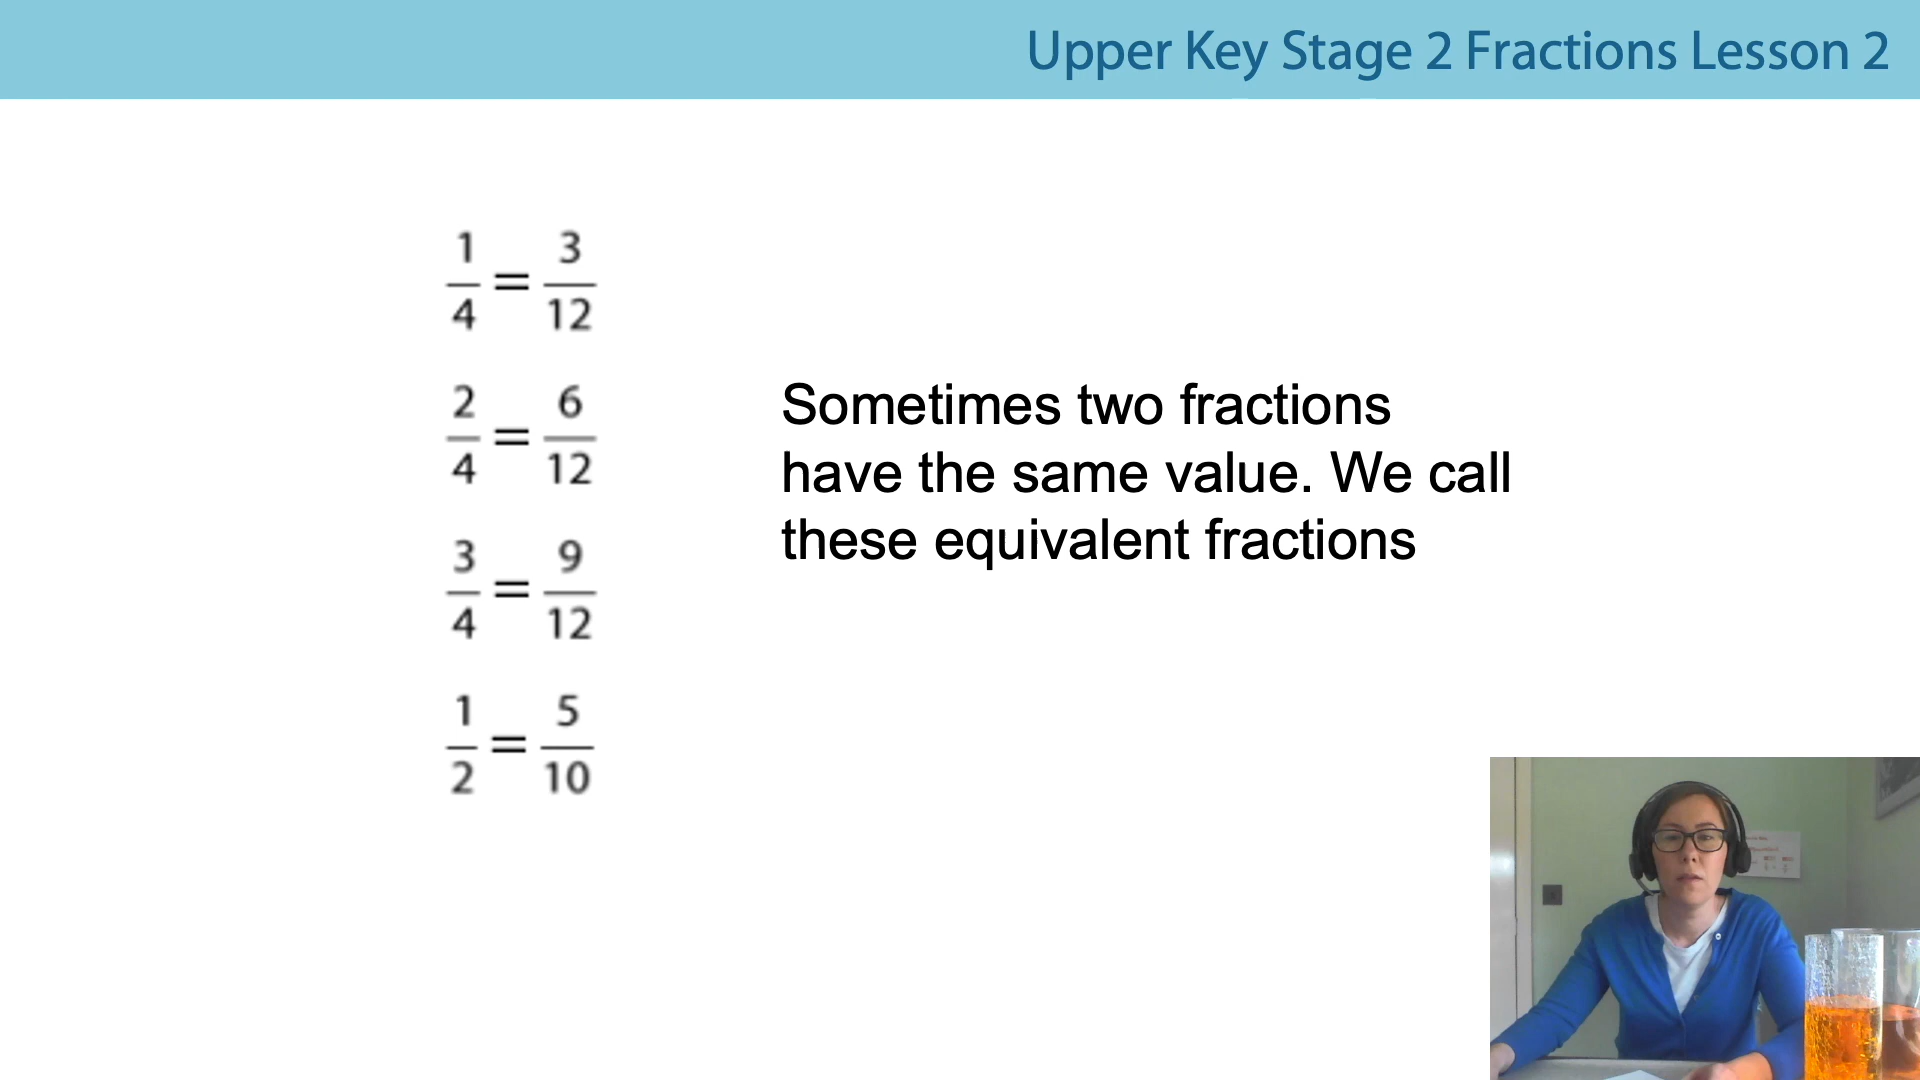 Upper Key Stage 2 Fractions Lesson 2
1/4 = 3/12
2/4 = 6/12
3/4 = 9/12
1/2 = 5/10
Sometimes two fractions
have the same value. We call
these equivalent fractions